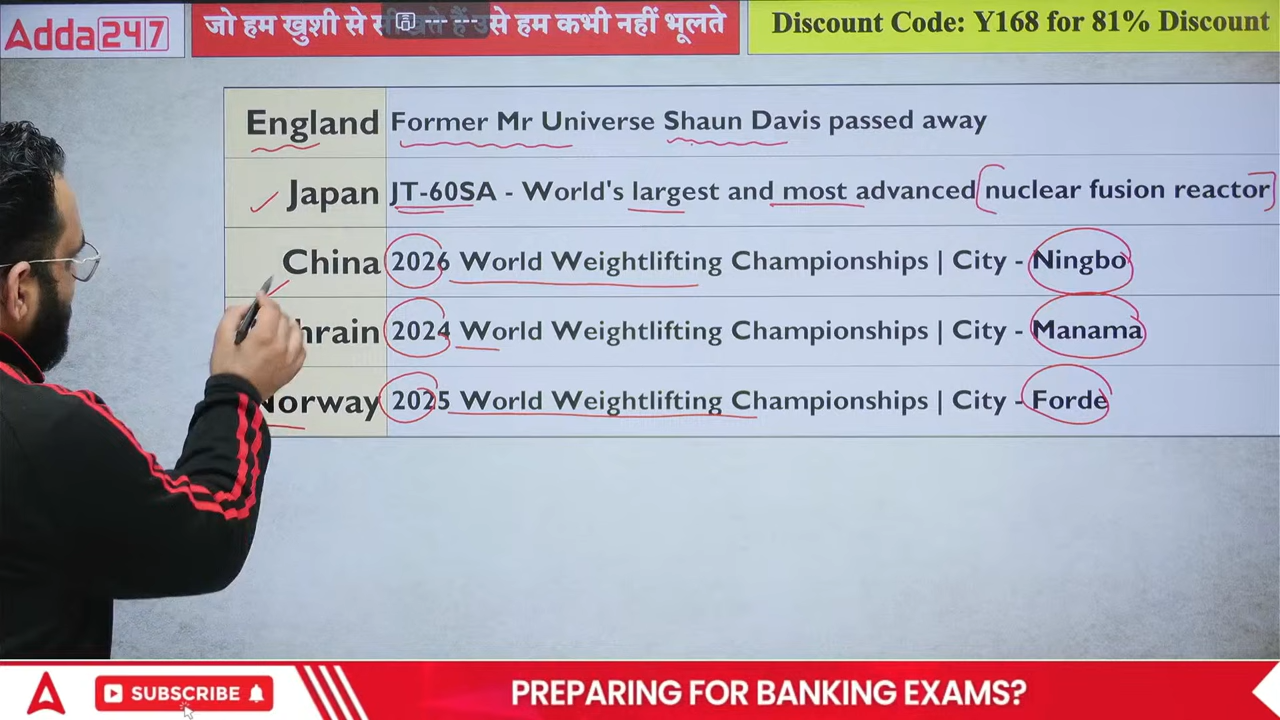 Adda247
जो हम खुशी से से हम कभी नहीं भूलते
Discount Code: Y168 for 81% Discount
England Former Mr Universe Shaun Davis passed away
Japan JT-60SA - World's largest and most advanced nuclear fusion reactor
China 2026 World Weightlifting Championships | City - Ningbo
hrain 2024 World Weightlifting Championships | City - Manama
Norway 2025 World Weightlifting Championships | City - Forde
SUBSCRIBE
PREPARING FOR BANKING EXAMS?